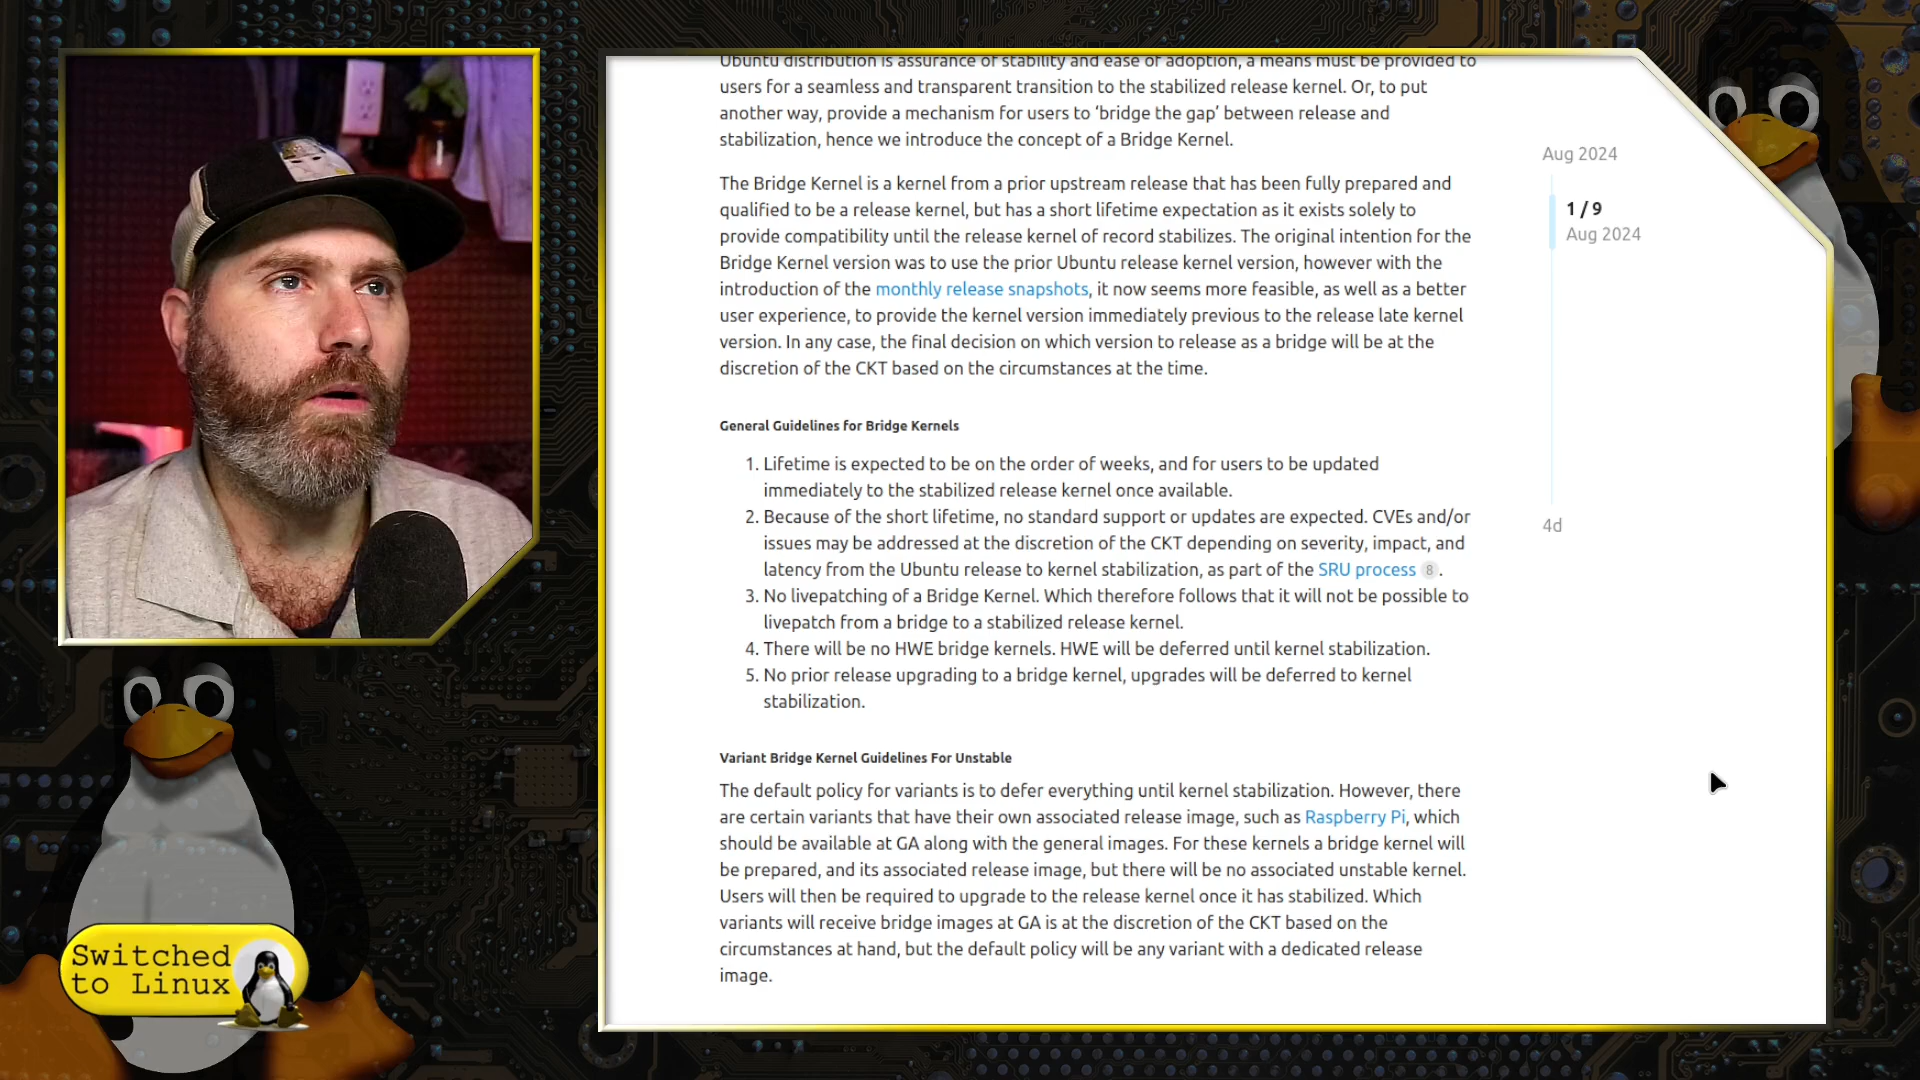 Ubuntu distribution is assurance of stability and ease of adoption, a means must be provided to
users for a seamless and transparent transition to the stabilized release kernel. Or, to put
another way, provide a mechanism for users to ‘bridge the gap’ between release and
stabilization, hence we introduce the concept of a Bridge Kernel.
The Bridge Kernel is a kernel from a prior upstream release that has been fully prepared and
qualified to be a release kernel, but has a short lifetime expectation as it exists solely to
provide compatibility until the release kernel of record stabilizes. The original intention for the
Bridge Kernel version was to use the prior Ubuntu release kernel version, however with the
introduction of the monthly release snapshots, it now seems more feasible, as well as a better
user experience, to provide the kernel version immediately previous to the release late kernel
version. In any case, the final decision on which version to release as a bridge will be at the
discretion of the CKT based on the circumstances at the time.
General Guidelines for Bridge Kernels
1. Lifetime is expected to be on the order of weeks, and for users to be updated
immediately to the stabilized release kernel once available.
2. Because of the short lifetime, no standard support or updates are expected. CVEs and/or
issues may be addressed at the discretion of the CKT depending on severity, impact, and
latency from the Ubuntu release to kernel stabilization, as part of the SRU process 8.
3. No livepatching of a Bridge Kernel. Which therefore follows that it will not be possible to
livepatch from a bridge to a stabilized release kernel.
4. There will be no HWE bridge kernels. HWE will be deferred until kernel stabilization.
5. No prior release upgrading to a bridge kernel, upgrades will be deferred to kernel
stabilization.
Variant Bridge Kernel Guidelines For Unstable
The default policy for variants is to defer everything until kernel stabilization. However, there
are certain variants that have their own associated release image, such as Raspberry Pi, which
should be available at GA along with the general images. For these kernels a bridge kernel will
be prepared, and its associated release image, but there will be no associated unstable kernel.
Users will then be required to upgrade to the release kernel once it has stabilized. Which
variants will receive bridge images at GA is at the discretion of the CKT based on the
circumstances at hand, but the default policy will be any variant with a dedicated release
image.
Aug 2024
1 / 9
Aug 2024
4d
Switched
to Linux